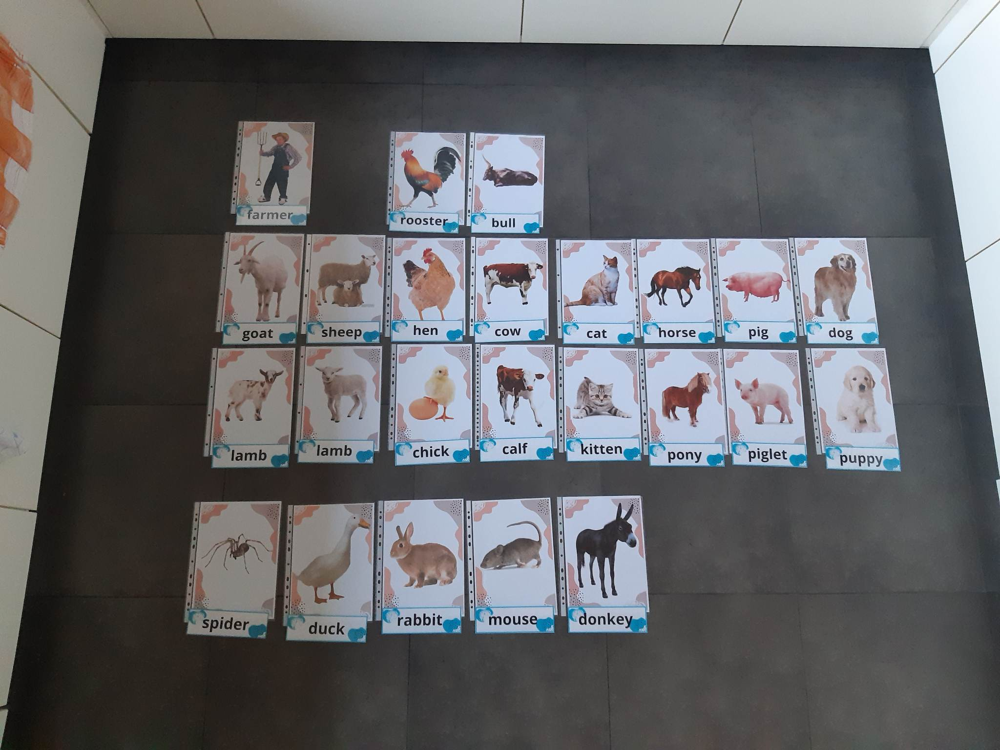 farmer
rooster
bull
goat
sheep
hen
cow
cat
horse
pig
dog
lamb
lamb
chick
calf
kitten
pony
piglet
puppy
spider
duck
rabbit
mouse
donkey